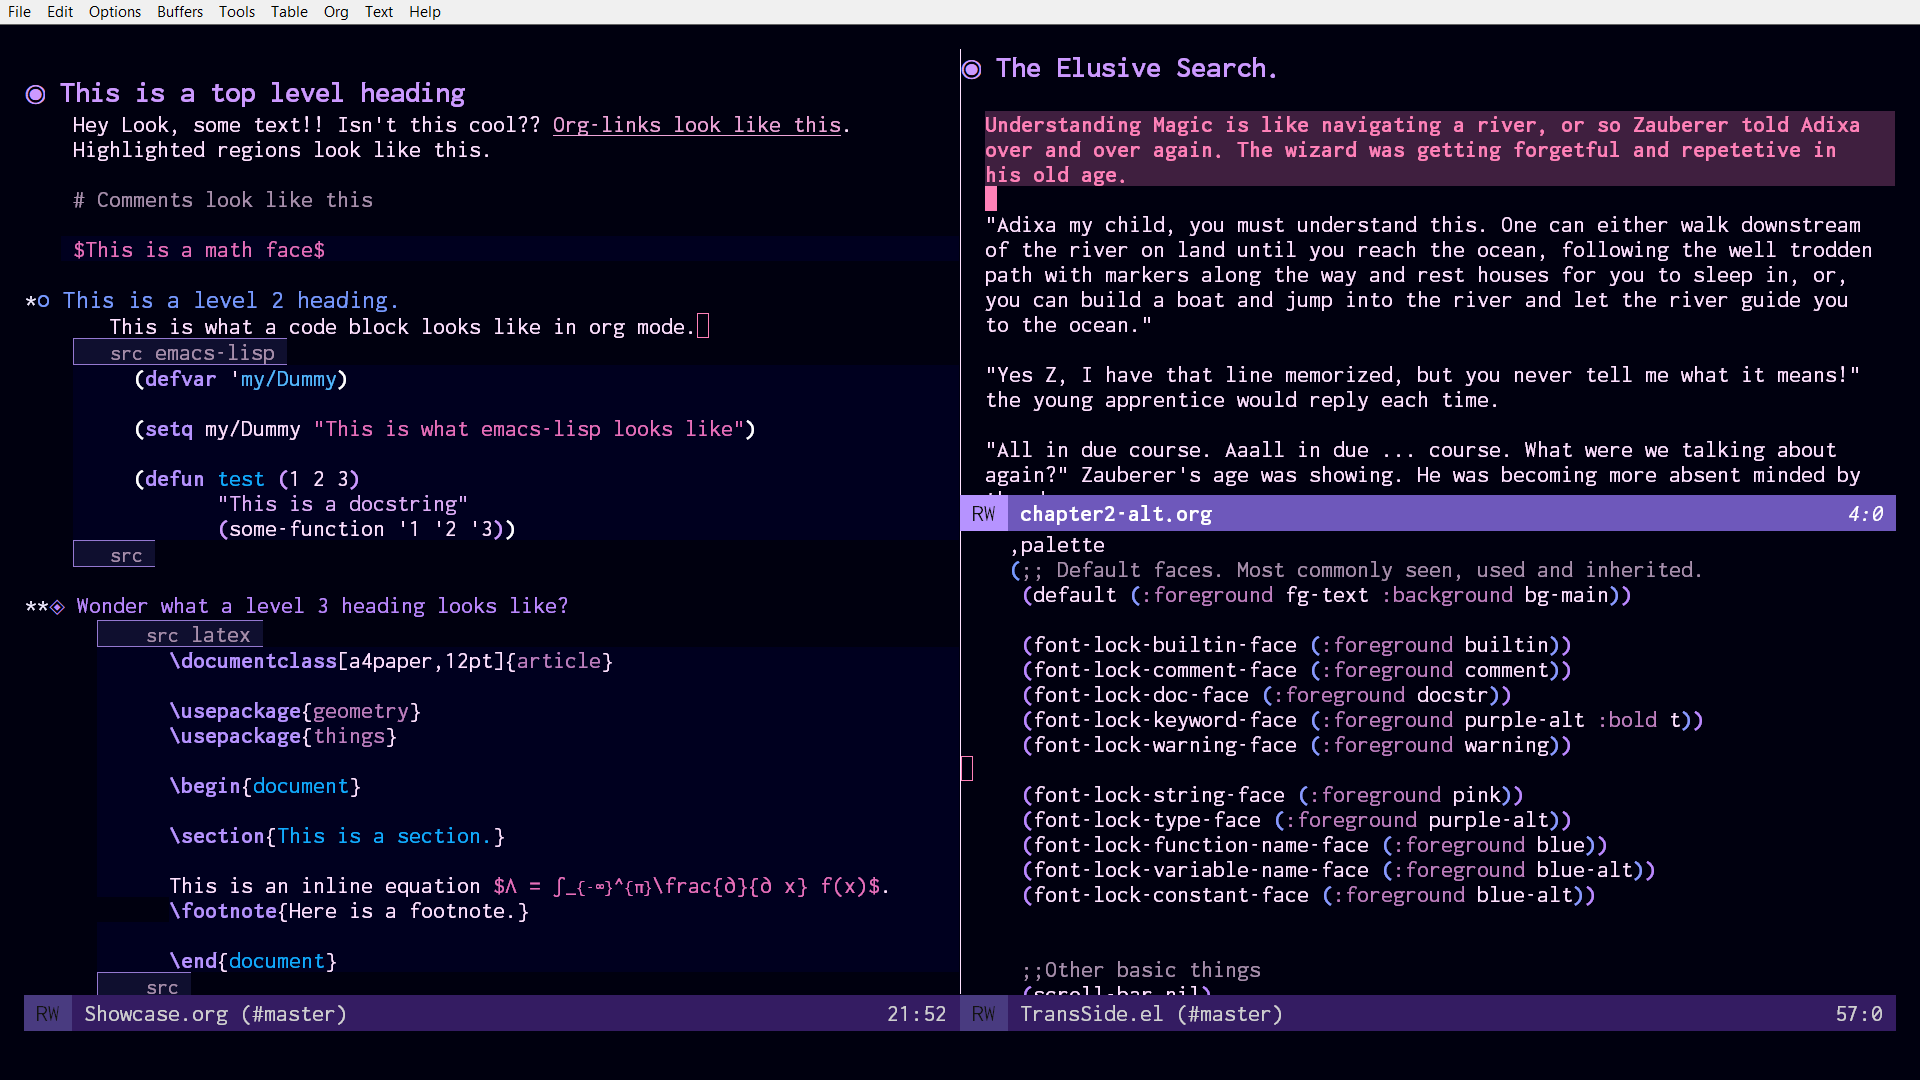 File Edit Options Buffers Tools Table Org Text Help
◉ This is a top level heading
Hey Look, some text!! Isn't this cool?? Org-links look like this.
Highlighted regions look like this.
# Comments look like this
$This is a math face$
*○ This is a level 2 heading.
This is what a code block looks like in org mode.
src emacs-lisp
(defvar 'my/Dummy)
(setq my/Dummy "This is what emacs-lisp looks like")
(defun test (1 2 3)
"This is a docstring"
(some-function '1 '2 '3))
src
**◈ Wonder what a level 3 heading looks like?
src latex
\documentclass[a4paper,12pt]{article}
\usepackage{geometry}
\usepackage{things}
\begin{document}
\section{This is a section.}
This is an inline equation $Λ = ∫_{-∞}^{π}\frac{∂}{∂ x} f(x)$.
\footnote{Here is a footnote.}
\end{document}
src
RW Showcase.org (#master) 21:52
◉ The Elusive Search.
Understanding Magic is like navigating a river, or so Zauberer told Adixa
over and over again. The wizard was getting forgetful and repetetive in
his old age.
"Adixa my child, you must understand this. One can either walk downstream
of the river on land until you reach the ocean, following the well trodden
path with markers along the way and rest houses for you to sleep in, or,
you can build a boat and jump into the river and let the river guide you
to the ocean."
"Yes Z, I have that line memorized, but you never tell me what it means!"
the young apprentice would reply each time.
"All in due course. Aaall in due ... course. What were we talking about
again?" Zauberer's age was showing. He was becoming more absent minded by
RW chapter2-alt.org 4:0
,palette
(;; Default faces. Most commonly seen, used and inherited.
(default (:foreground fg-text :background bg-main))
(font-lock-builtin-face (:foreground builtin))
(font-lock-comment-face (:foreground comment))
(font-lock-doc-face (:foreground docstr))
(font-lock-keyword-face (:foreground purple-alt :bold t))
(font-lock-warning-face (:foreground warning))
(font-lock-string-face (:foreground pink))
(font-lock-type-face (:foreground purple-alt))
(font-lock-function-name-face (:foreground blue))
(font-lock-variable-name-face (:foreground blue-alt))
(font-lock-constant-face (:foreground blue-alt))
;;Other basic things
(scroll-bar nil)
RW TransSide.el (#master) 57:0